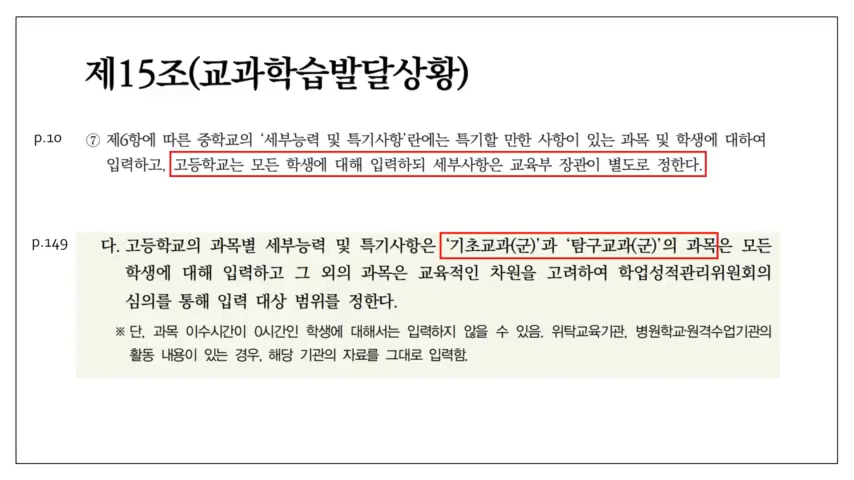 제15조(교과학습발달상황)
p.10
⑦ 제6항에 따른 중학교의 ‘세부능력 및 특기사항’란에는 특기할 만한 사항이 있는 과목 및 학생에 대하여
입력하고, 고등학교는 모든 학생에 대해 입력하되 세부사항은 교육부 장관이 별도로 정한다.
p.149
다. 고등학교의 과목별 세부능력 및 특기사항은 ‘기초교과(군)’과 ‘탐구교과(군)’의 과목은 모든
학생에 대해 입력하고 그 외의 과목은 교육적인 차원을 고려하여 학업성적관리위원회의
심의를 통해 입력 대상 범위를 정한다.
※ 단, 과목 이수시간이 0시간인 학생에 대해서는 입력하지 않을 수 있음. 위탁교육기관, 병원학교·원격수업기관의
활동 내용이 있는 경우, 해당 기관의 자료를 그대로 입력함.